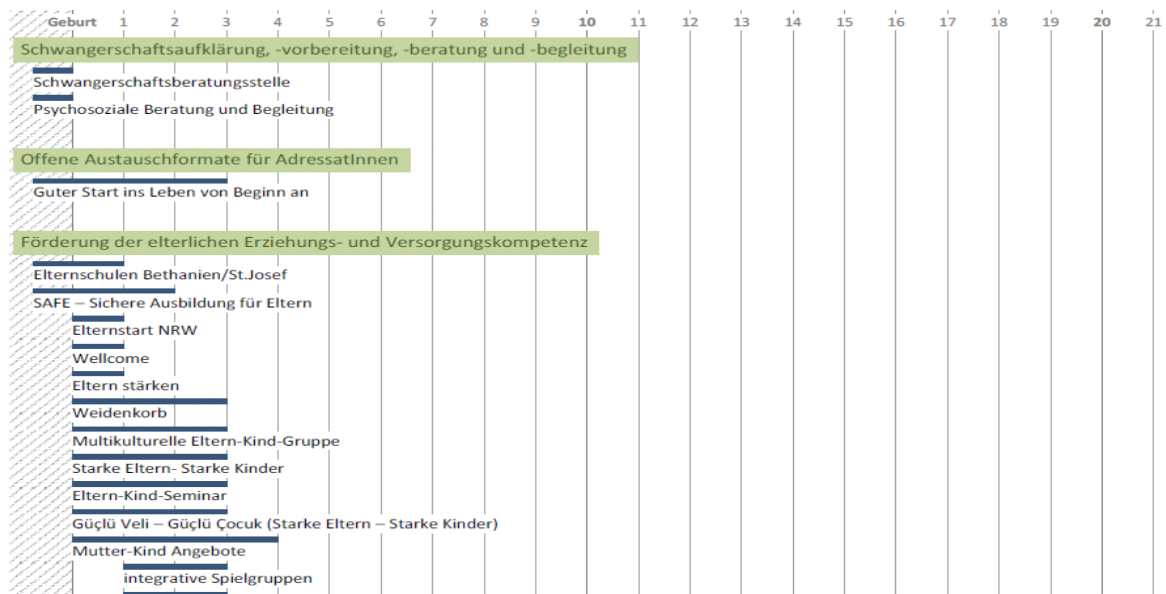 Geburt 1 2 3 4 5 6 7 8 9 10 11 12 13 14 15 16 17 18 19 20 21
Schwangerschaftsaufklärung, -vorbereitung, -beratung und -begleitung
Schwangerschaftsberatungsstelle
Psychosoziale Beratung und Begleitung
Offene Austauschformate für AdressatInnen
Guter Start ins Leben von Beginn an
Förderung der elterlichen Erziehungs- und Versorgungskompetenz
Elternschulen Bethanien/St.Josef
SAFE – Sichere Ausbildung für Eltern
Elternstart NRW
Wellcome
Eltern stärken
Weidenkorb
Multikulturelle Eltern-Kind-Gruppe
Starke Eltern- Starke Kinder
Eltern-Kind-Seminar
Güçlü Veli – Güçlü Çocuk (Starke Eltern – Starke Kinder)
Mutter-Kind Angebote
integrative Spielgruppen